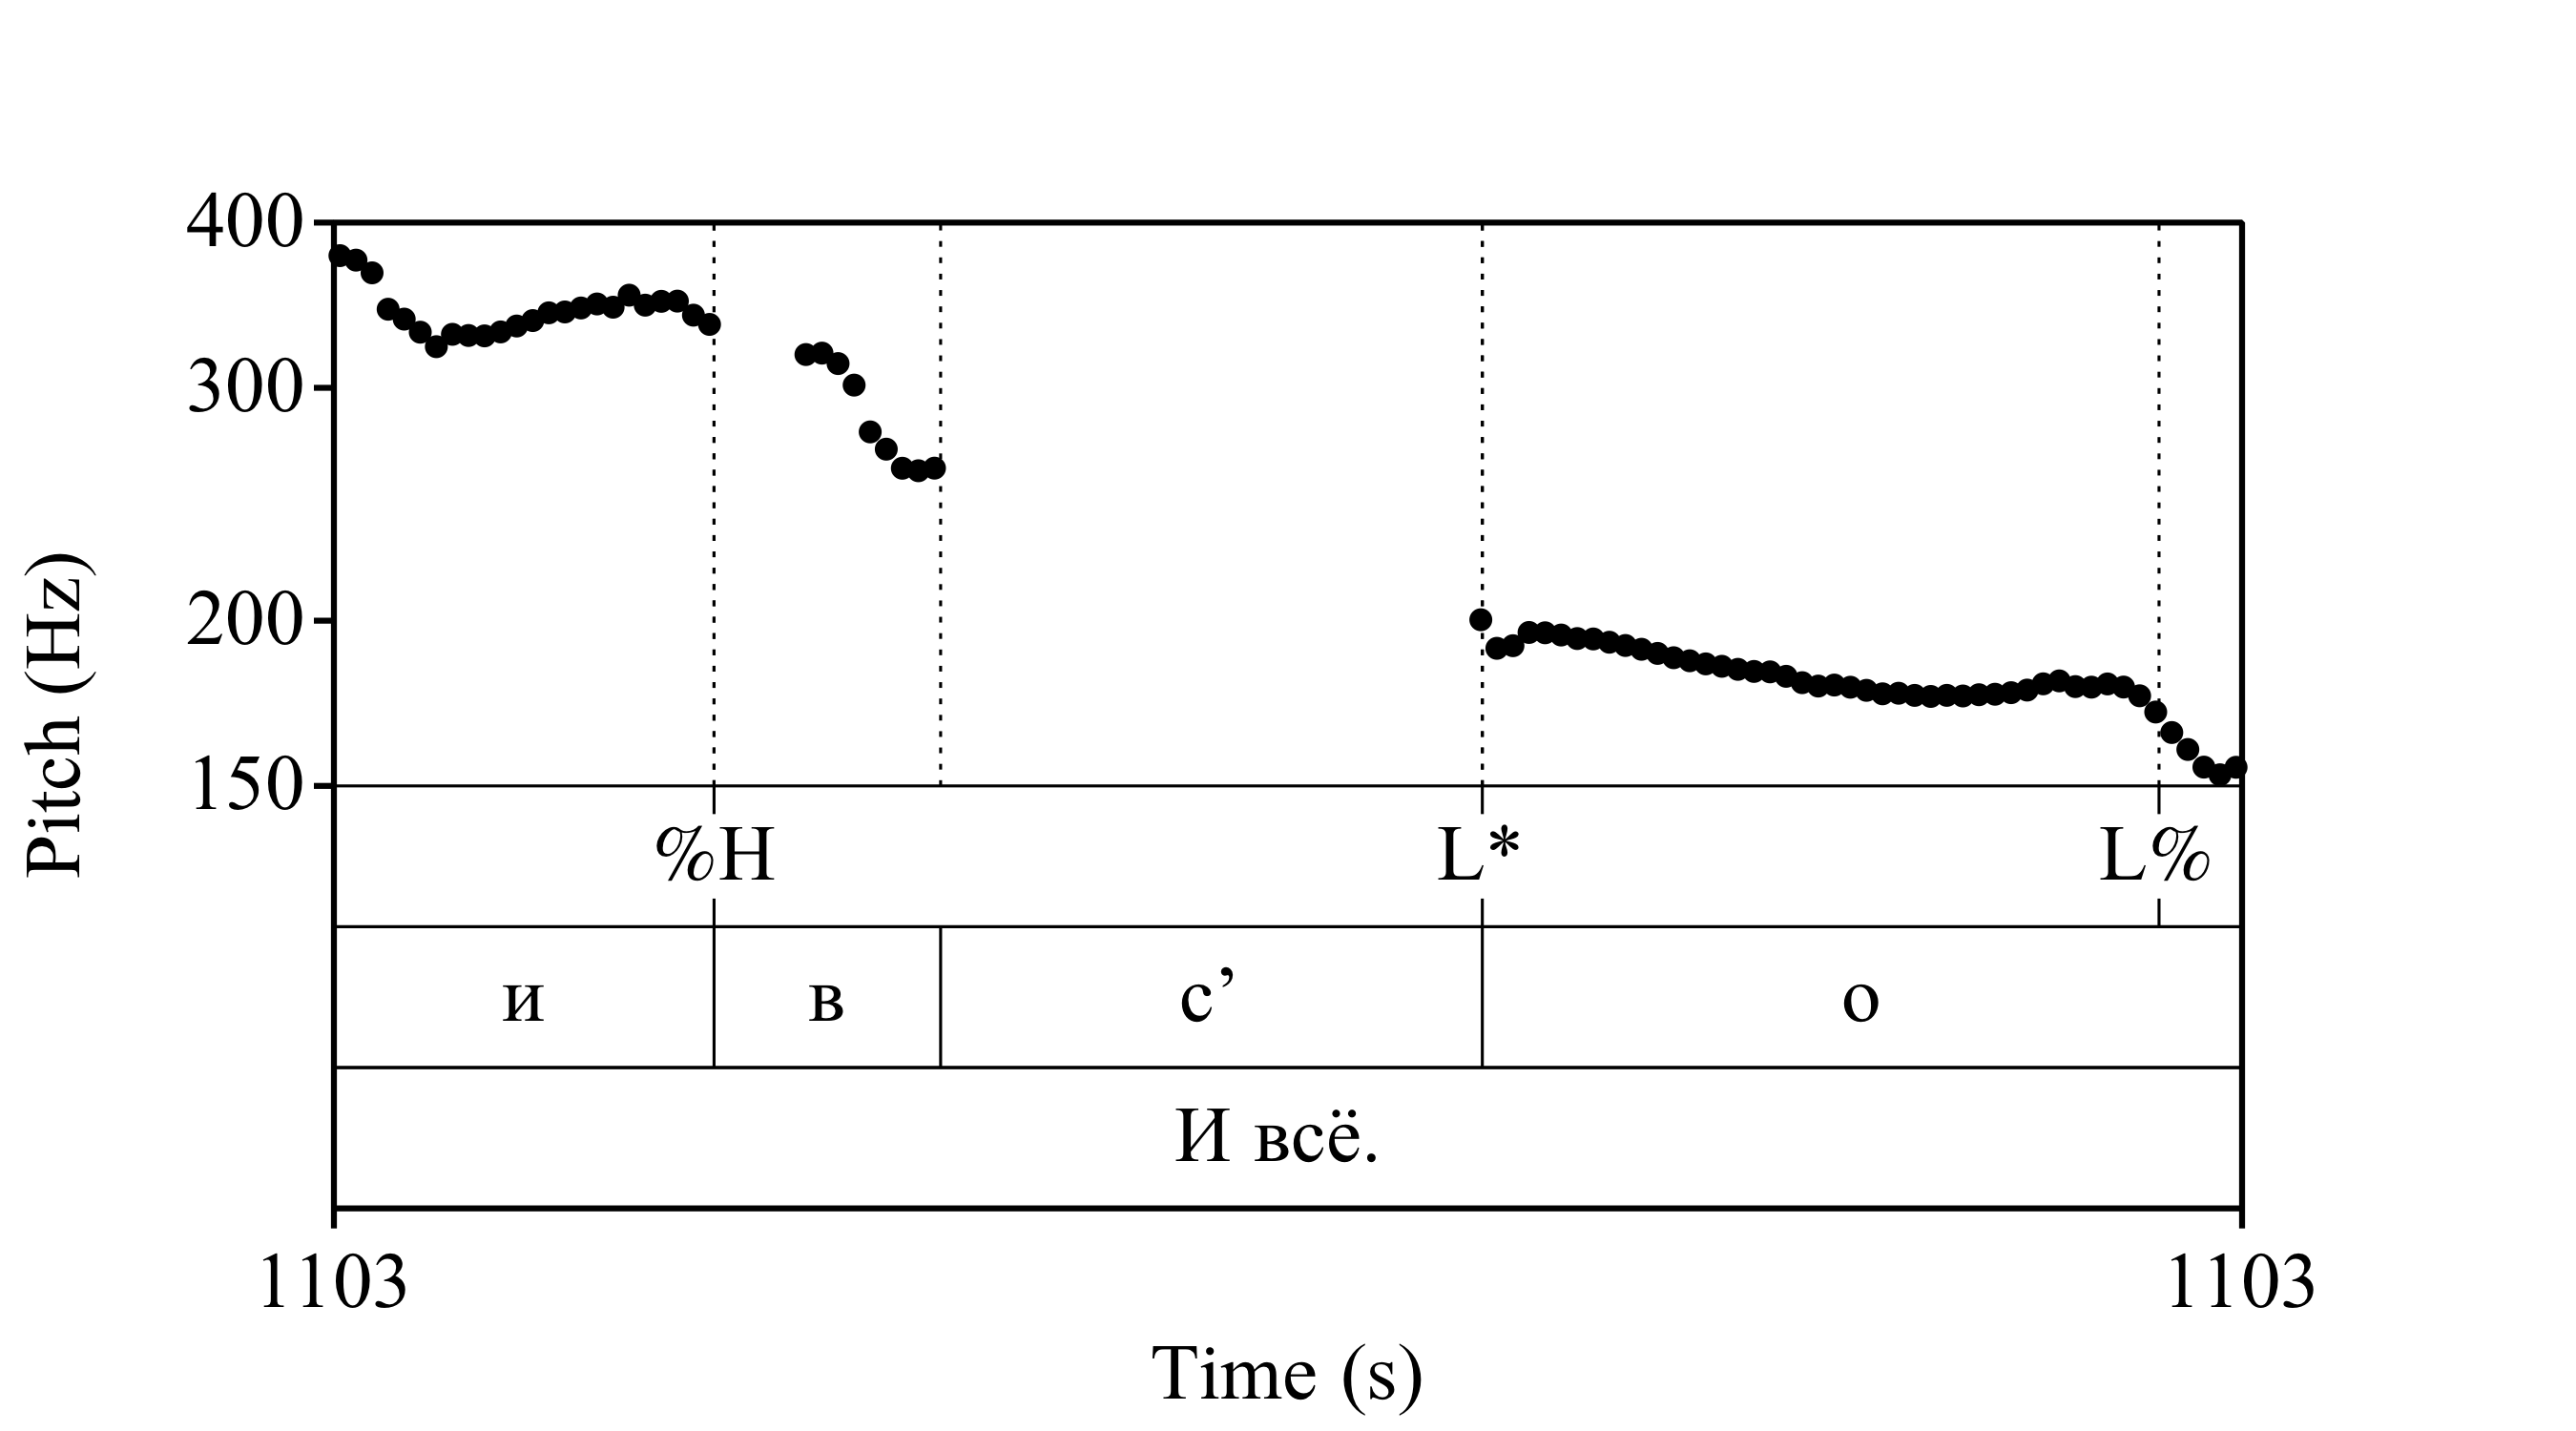 400
300
200
150
Pitch (Hz)
%H L* L%
и в с’ о
И всё.
1103 1103
Time (s)